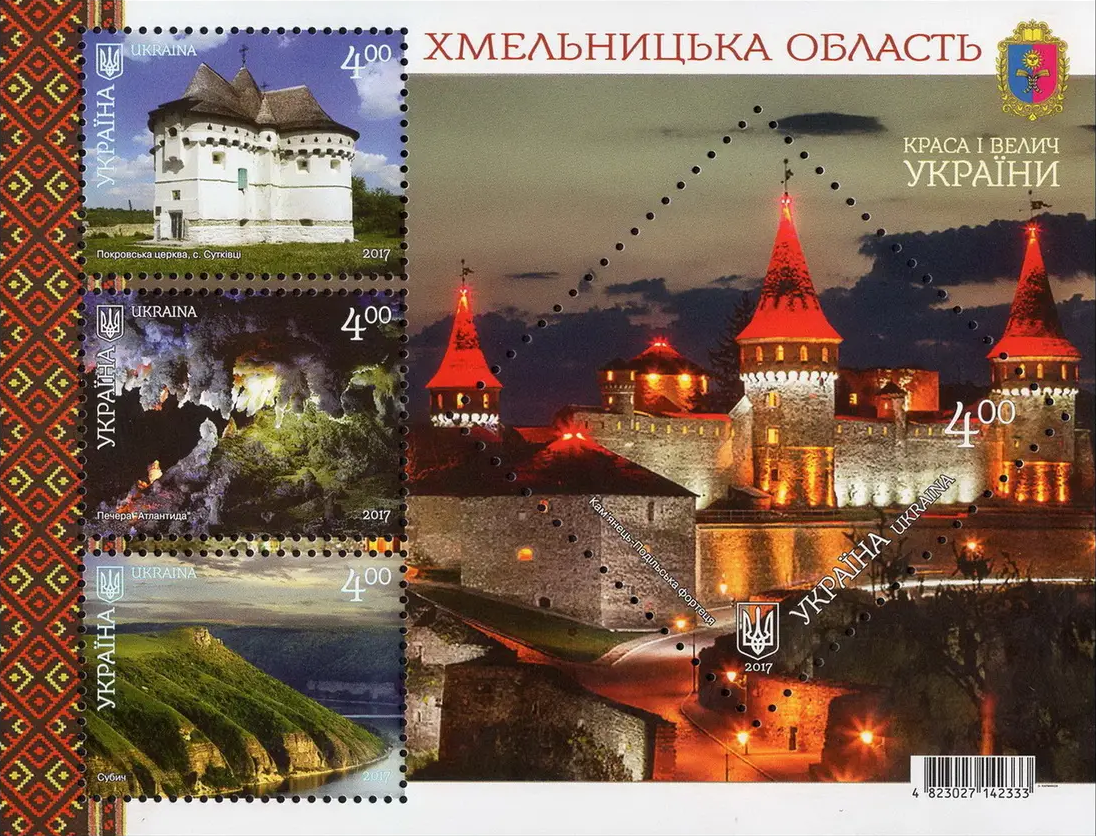 ХМЕЛЬНИЦЬКА ОБЛАСТЬ
КРАСА І ВЕЛИЧ
УКРАЇНИ
UKRAINA
4.00
УКРАЇНА
Покровська церква, с. Сутківці
2017
UKRAINA
4.00
УКРАЇНА
Печера "Атлантида"
2017
UKRAINA
4.00
УКРАЇНА
Субич
2017
4.00
Кам'янець-Подільська фортеця
УКРАЇНА UKRAINA
2017
4 823027 142333